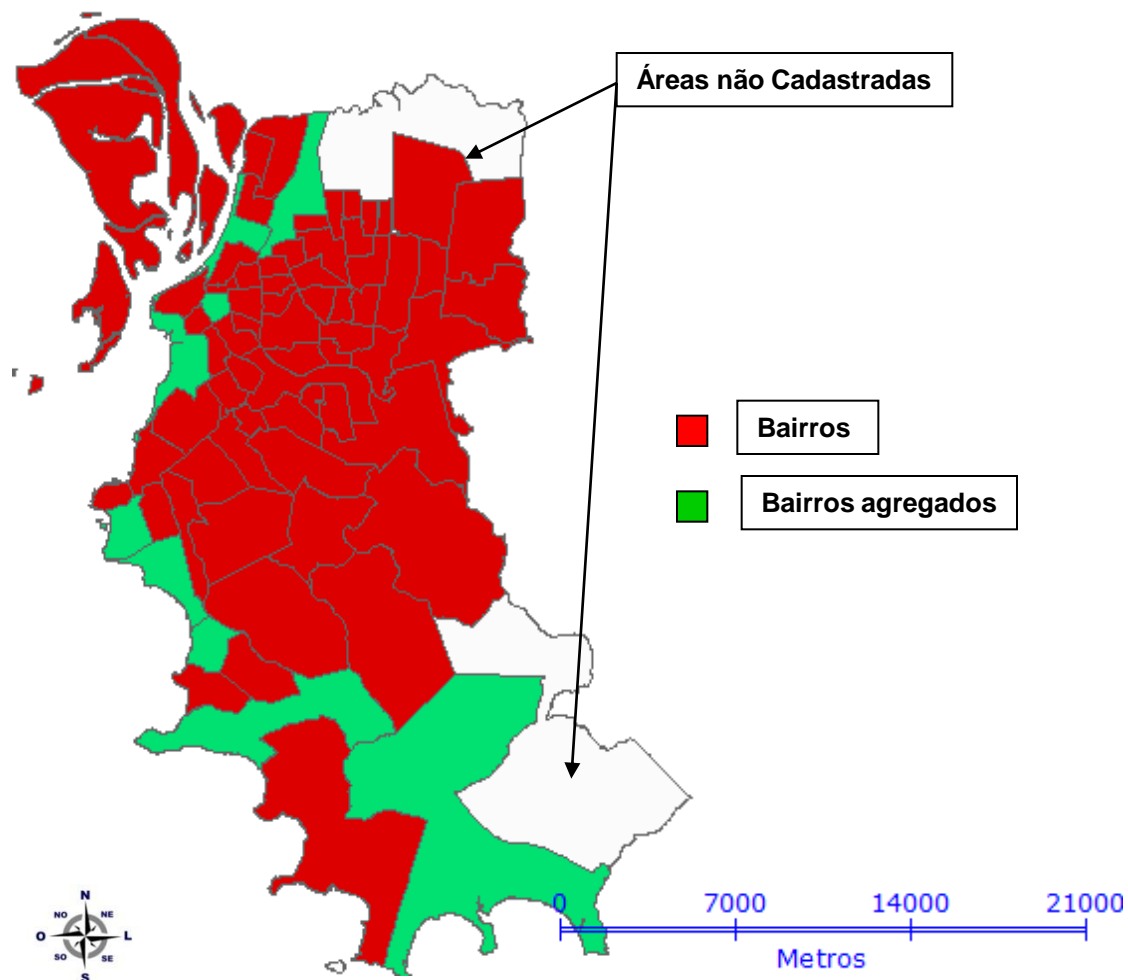 Áreas não Cadastradas
Bairros
Bairros agregados
N
NO NE
O L
SO SE
S
0 7000 14000 21000
Metros